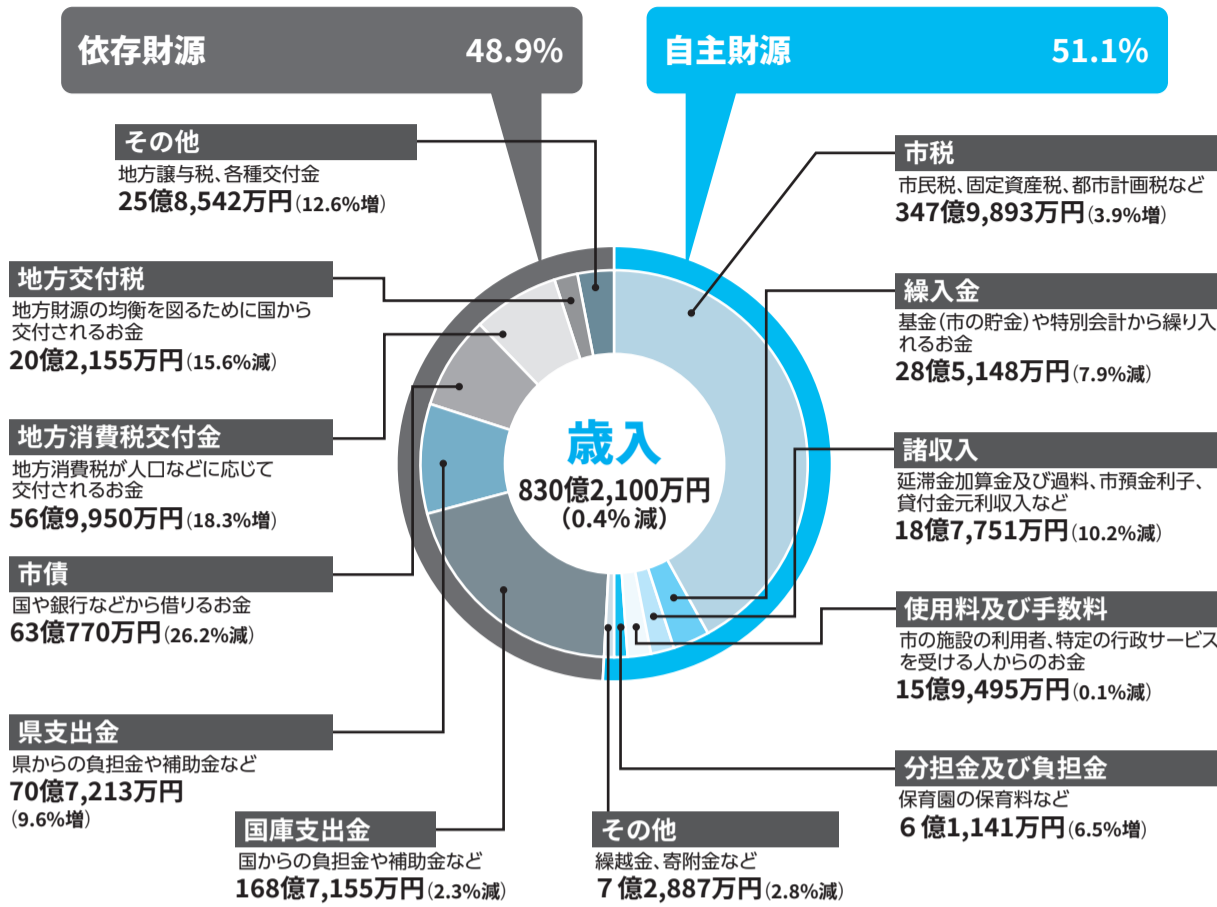 依存財源 48.9%
自主財源 51.1%
その他
地方譲与税、各種交付金
25億8,542万円(12.6%増)
地方交付税
地方財源の均衡を図るために国から
交付されるお金
20億2,155万円(15.6%減)
地方消費税交付金
地方消費税が人口などに応じて
交付されるお金
56億9,950万円(18.3%増)
市債
国や銀行などから借りるお金
63億770万円(26.2%減)
県支出金
県からの負担金や補助金など
70億7,213万円
(9.6%増)
国庫支出金
国からの負担金や補助金など
168億7,155万円(2.3%減)
歳入
830億2,100万円
(0.4%減)
市税
市民税、固定資産税、都市計画税など
347億9,893万円(3.9%増)
繰入金
基金(市の貯金)や特別会計から繰り入
れるお金
28億5,148万円(7.9%減)
諸収入
延滞金加算金及び過料、市預金利子、
貸付金元利収入など
18億7,751万円(10.2%減)
使用料及び手数料
市の施設の利用者、特定の行政サービス
を受ける人からのお金
15億9,495万円(0.1%減)
分担金及び負担金
保育園の保育料など
6億1,141万円(6.5%増)
その他
繰越金、寄附金など
7億2,887万円(2.8%減)